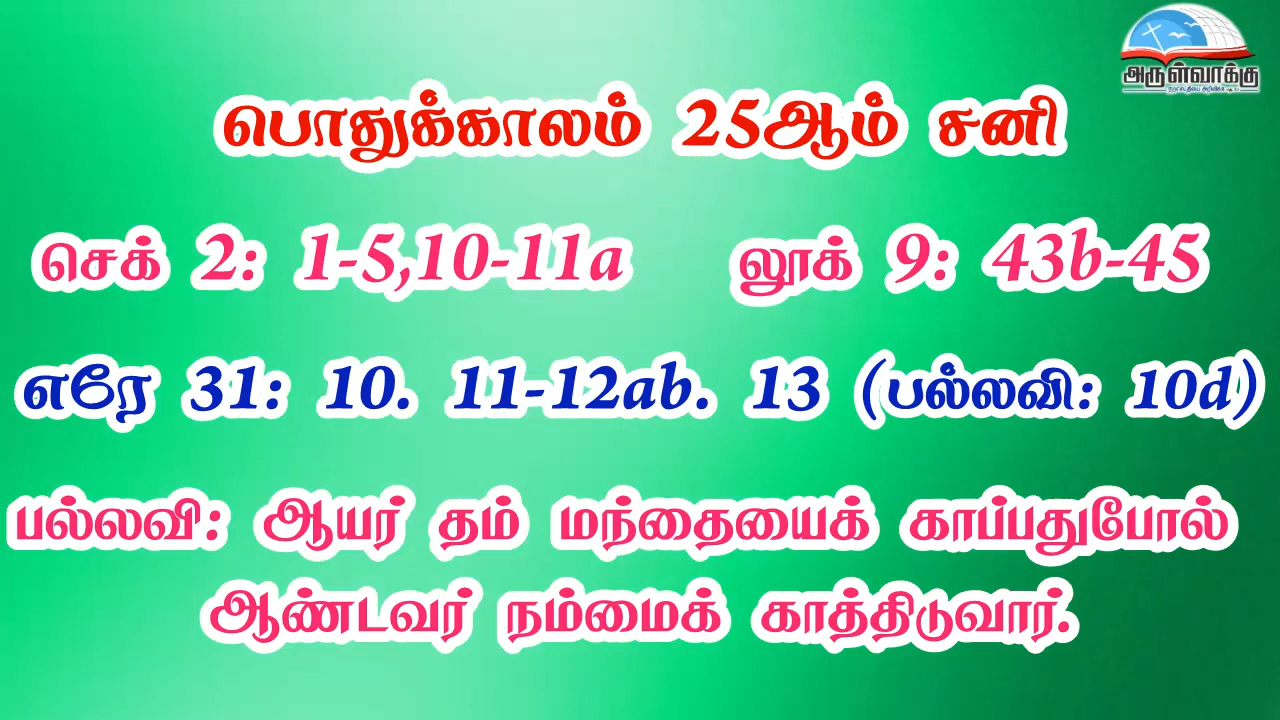 அருள்வாக்கு
பொதுக்காலம் 25ஆம் சனி
செக் 2: 1-5,10-11a லூக் 9: 43b-45
எரே 31: 10. 11-12ab. 13 (பல்லவி: 10d)
பல்லவி: ஆயர் தம் மந்தையைக் காப்பதுபோல்
ஆண்டவர் நம்மைக் காத்திடுவார்.